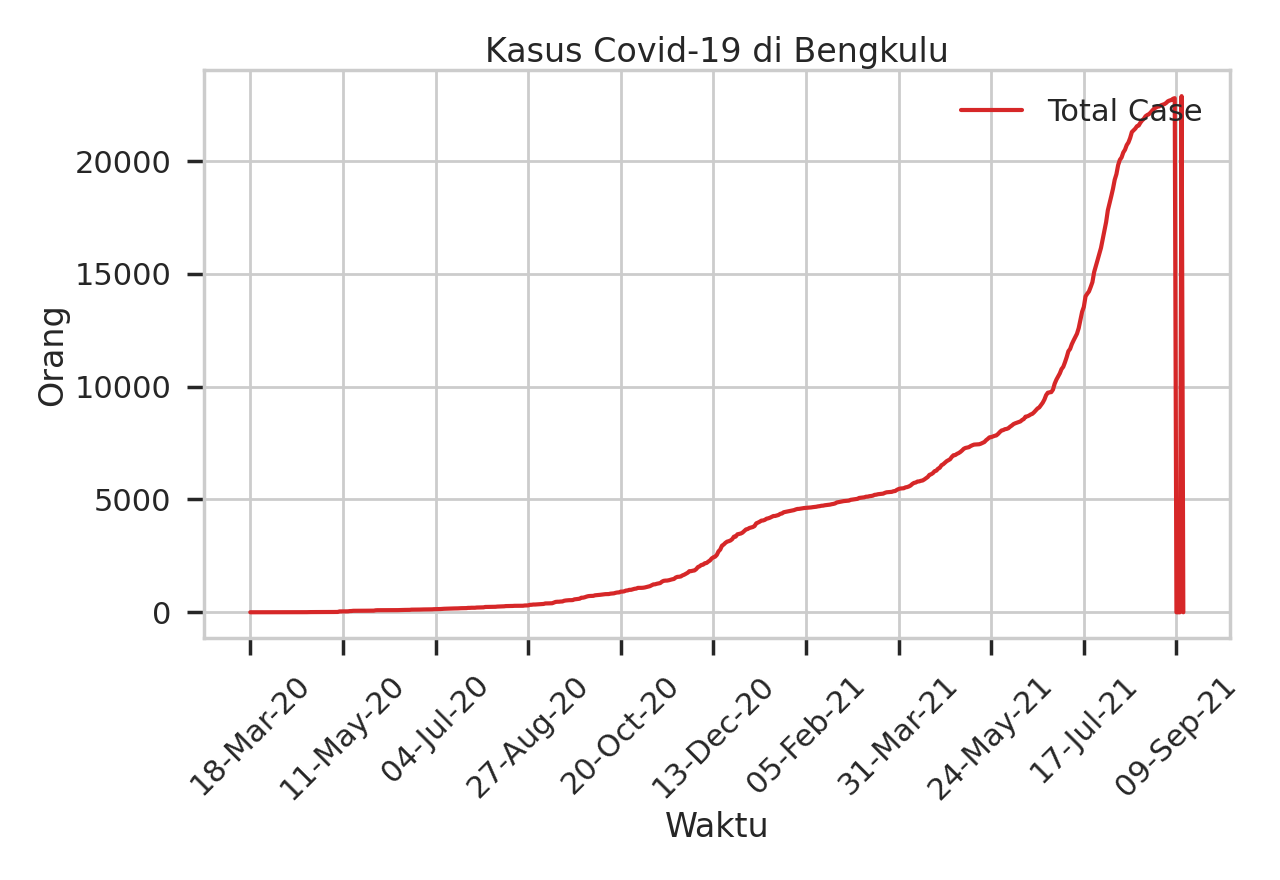 Kasus Covid-19 di Bengkulu
Total Case
Orang
20000
15000
10000
5000
0
18-Mar-20
11-May-20
04-Jul-20
27-Aug-20
20-Oct-20
13-Dec-20
05-Feb-21
31-Mar-21
24-May-21
17-Jul-21
09-Sep-21
Waktu